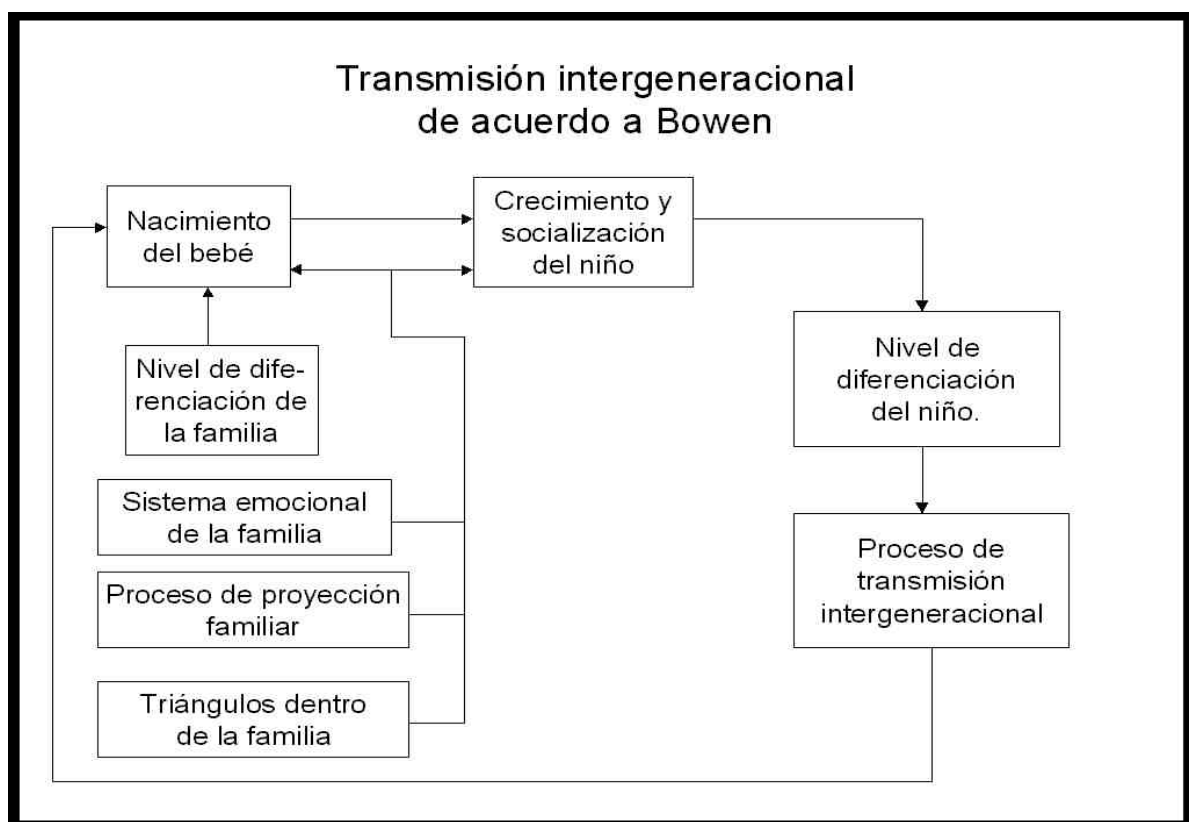 Transmisión intergeneracional
de acuerdo a Bowen
Nacimiento
del bebé
Crecimiento y
socialización
del niño
Nivel de dife-
renciación de
la familia
Nivel de
diferenciación
del niño.
Sistema emocional
de la familia
Proceso de proyección
familiar
Triángulos dentro
de la familia
Proceso de
transmisión
intergeneracional